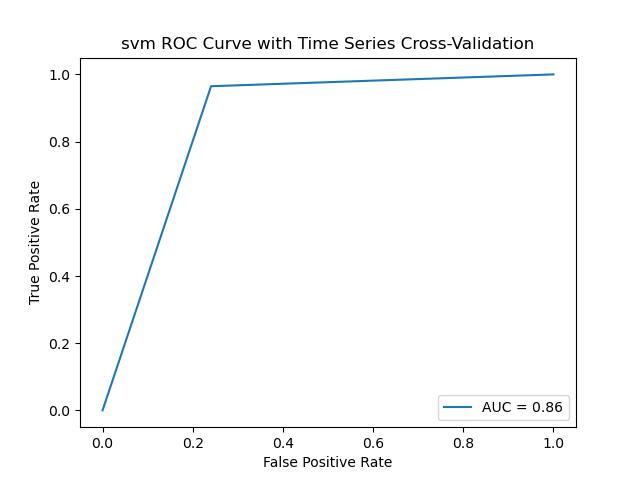 svm ROC Curve with Time Series Cross-Validation
True Positive Rate
1.0
0.8
0.6
0.4
0.2
0.0
AUC = 0.86
0.0 0.2 0.4 0.6 0.8 1.0
False Positive Rate